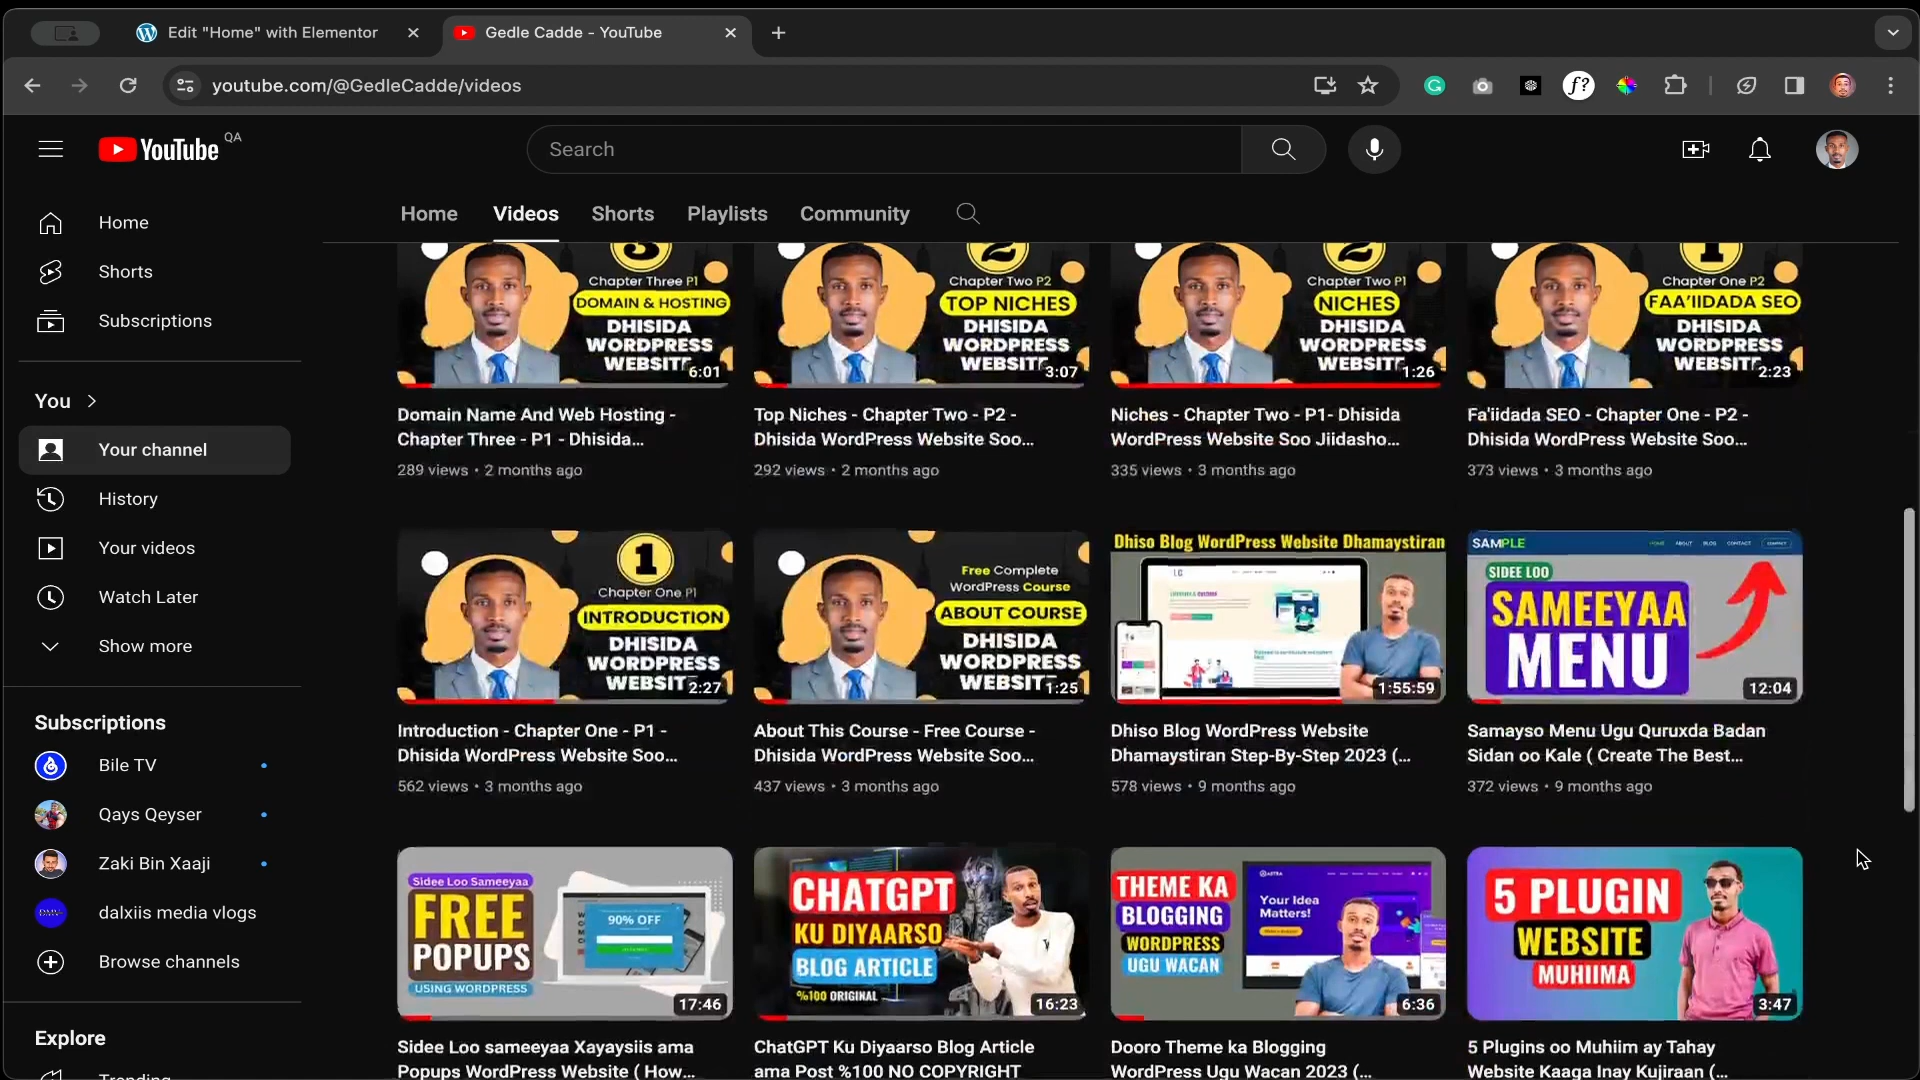 Edit "Home" with Elementor
Gedle Cadde - YouTube
youtube.com/@GedleCadde/videos
YouTube QA
Search
Home
Shorts
Subscriptions
You
Your channel
History
Your videos
Watch Later
Show more
Subscriptions
Bile TV
Qays Qeyser
Zaki Bin Xaaji
dalxiis media vlogs
Browse channels
Explore
Trending
Home Videos Shorts Playlists Community
3
Chapter Three P1
DOMAIN & HOSTING
DHISIDA
WORDPRESS
WEBSITE
6:01
Domain Name And Web Hosting -
Chapter Three - P1 - Dhisida...
289 views • 2 months ago
2
Chapter Two P2
TOP NICHES
DHISIDA
WORDPRESS
WEBSITE
3:07
Top Niches - Chapter Two - P2 -
Dhisida WordPress Website Soo...
292 views • 2 months ago
2
Chapter Two P1
NICHES
DHISIDA
WORDPRESS
WEBSITE
1:26
Niches - Chapter Two - P1- Dhisida
WordPress Website Soo Jiidasho...
335 views • 3 months ago
1
Chapter One P2
FAA'IIDADA SEO
DHISIDA
WORDPRESS
WEBSITE
2:23
Fa'iidada SEO - Chapter One - P2 -
Dhisida WordPress Website Soo...
373 views • 3 months ago
1
Chapter One P1
INTRODUCTION
DHISIDA
WORDPRESS
WEBSIT
2:27
Introduction - Chapter One - P1 -
Dhisida WordPress Website Soo...
562 views • 3 months ago
Free Complete
WordPress Course
ABOUT COURSE
DHISIDA
WORDPRESS
WEBSIT
1:25
About This Course - Free Course -
Dhisida WordPress Website Soo...
437 views • 3 months ago
Dhiso Blog WordPress Website Dhamaystiran
1:55:59
Dhiso Blog WordPress Website
Dhamaystiran Step-By-Step 2023 (...
578 views • 9 months ago
SAMPLE
HOME ABOUT BLOG CONTACT
SIDEE LOO
SAMEEYAA
MENU
12:04
Samayso Menu Ugu Quruxda Badan
Sidan oo Kale ( Create The Best...
372 views • 9 months ago
Sidee Loo Sameeyaa
FREE
POPUPS
USING WORDPRESS
90% OFF
17:46
Sidee Loo sameeyaa Xayaysiis ama
Popups WordPress Website ( How...
CHATGPT
KU DIYAARSO
BLOG ARTICLE
%100 ORIGINAL
16:23
ChatGPT Ku Diyaarso Blog Article
ama Post %100 NO COPYRIGHT
THEME KA
BLOGGING
WORDPRESS
UGU WACAN
ASTRA
Your Idea
Matters!
6:36
Dooro Theme ka Blogging
WordPress Ugu Wacan 2023 (...
5 PLUGIN
WEBSITE
MUHIIMA
3:47
5 Plugins oo Muhiim ay Tahay
Website Kaaga Inay Kujiraan (...